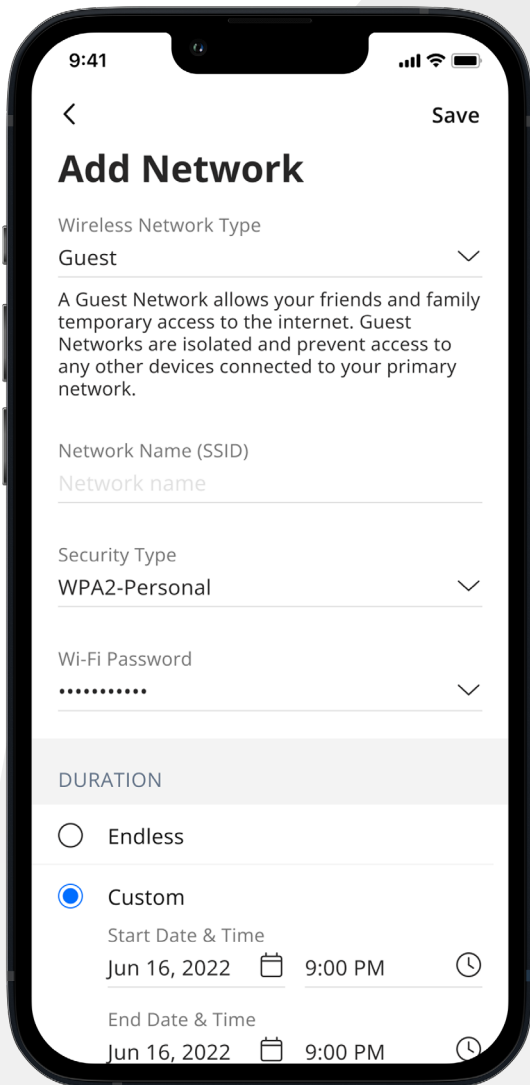 9:41
Save
Add Network
Wireless Network Type
Guest
A Guest Network allows your friends and family
temporary access to the internet. Guest
Networks are isolated and prevent access to
any other devices connected to your primary
network.
Network Name (SSID)
Network name
Security Type
WPA2-Personal
Wi-Fi Password
•••••••••••
DURATION
Endless
Custom
Start Date & Time
Jun 16, 2022 9:00 PM
End Date & Time
Jun 16, 2022 9:00 PM